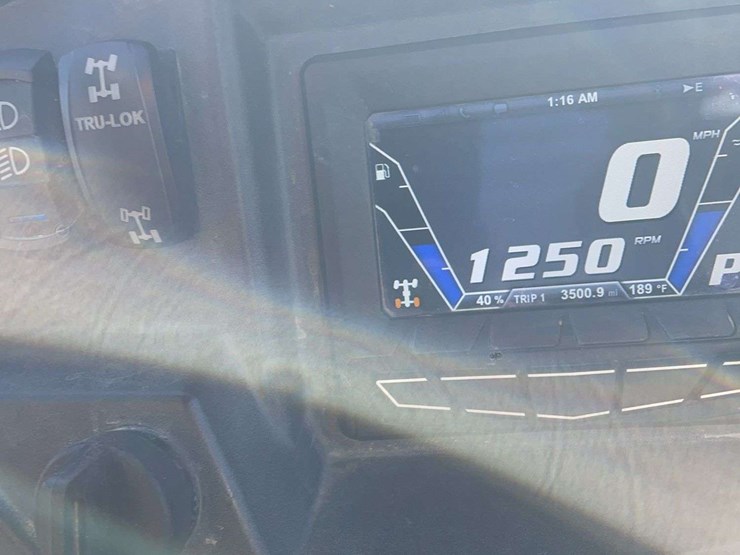 TRU-LOK
1:16 AM
E
MPH
0
1250 RPM
P
40 %
TRIP 1
3500.9 mi
189 °F